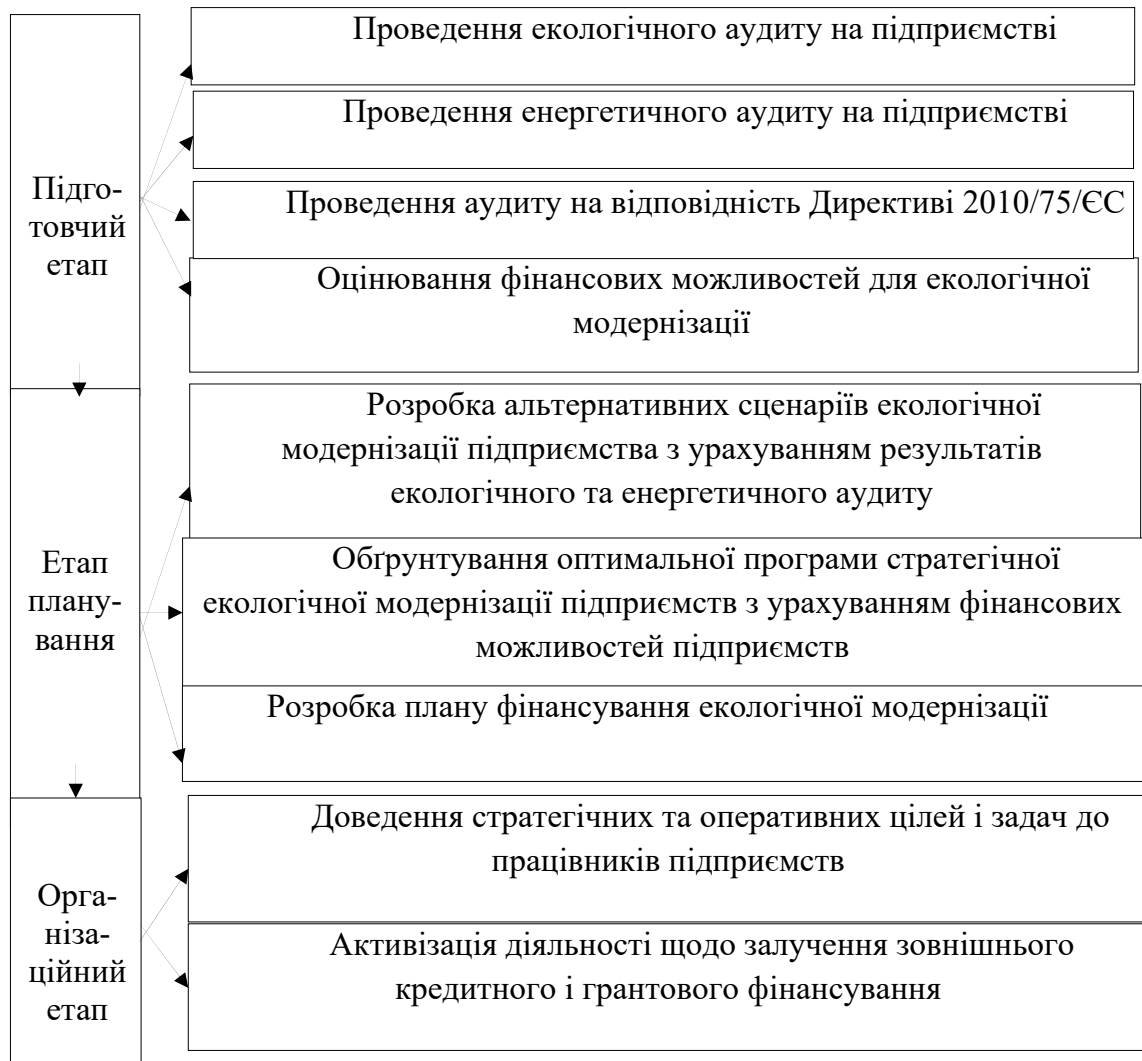 Підго-
товчий
етап
Проведення екологічного аудиту на підприємстві
Проведення енергетичного аудиту на підприємстві
Проведення аудиту на відповідність Директиві 2010/75/ЄС
Оцінювання фінансових можливостей для екологічної
модернізації
Етап
плану-
вання
Розробка альтернативних сценаріїв екологічної
модернізації підприємства з урахуванням результатів
екологічного та енергетичного аудиту
Обґрунтування оптимальної програми стратегічної
екологічної модернізації підприємств з урахуванням фінансових
можливостей підприємств
Розробка плану фінансування екологічної модернізації
Орга-
ніза-
ційний
етап
Доведення стратегічних та оперативних цілей і задач до
працівників підприємств
Активізація діяльності щодо залучення зовнішнього
кредитного і грантового фінансування